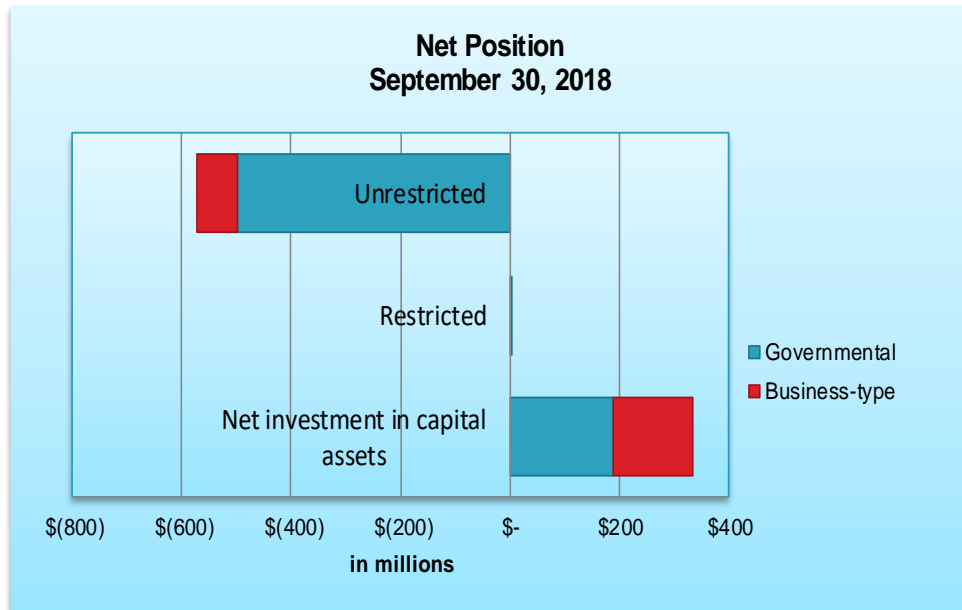 Net Position
September 30, 2018
Unrestricted
Restricted
Net investment in capital
assets
Governmental
Business-type
$(800) $(600) $(400) $(200) $- $200 $400
in millions